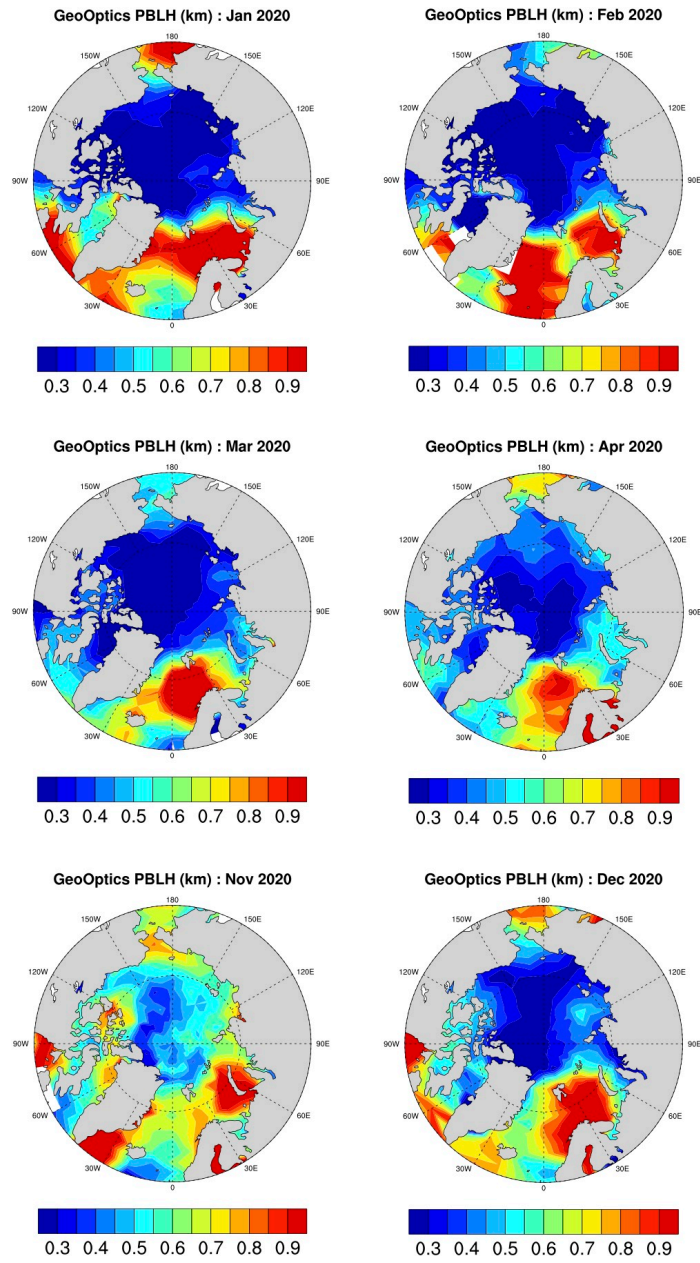 GeoOptics PBLH (km) : Jan 2020
180
150W
150E
120W
120E
90W
90E
60W
60E
30W
30E
0
0.3 0.4 0.5 0.6 0.7 0.8 0.9
GeoOptics PBLH (km) : Feb 2020
180
150W
150E
120W
120E
90W
90E
60W
60E
30W
30E
0
0.3 0.4 0.5 0.6 0.7 0.8 0.9
GeoOptics PBLH (km) : Mar 2020
180
150W
150E
120W
120E
90W
90E
60W
60E
30W
30E
0
0.3 0.4 0.5 0.6 0.7 0.8 0.9
GeoOptics PBLH (km) : Apr 2020
180
150W
150E
120W
120E
90W
90E
60W
60E
30W
30E
0
0.3 0.4 0.5 0.6 0.7 0.8 0.9
GeoOptics PBLH (km) : Nov 2020
180
150W
150E
120W
120E
90W
90E
60W
60E
30W
30E
0
0.3 0.4 0.5 0.6 0.7 0.8 0.9
GeoOptics PBLH (km) : Dec 2020
180
150W
150E
120W
120E
90W
90E
60W
60E
30W
30E
0
0.3 0.4 0.5 0.6 0.7 0.8 0.9